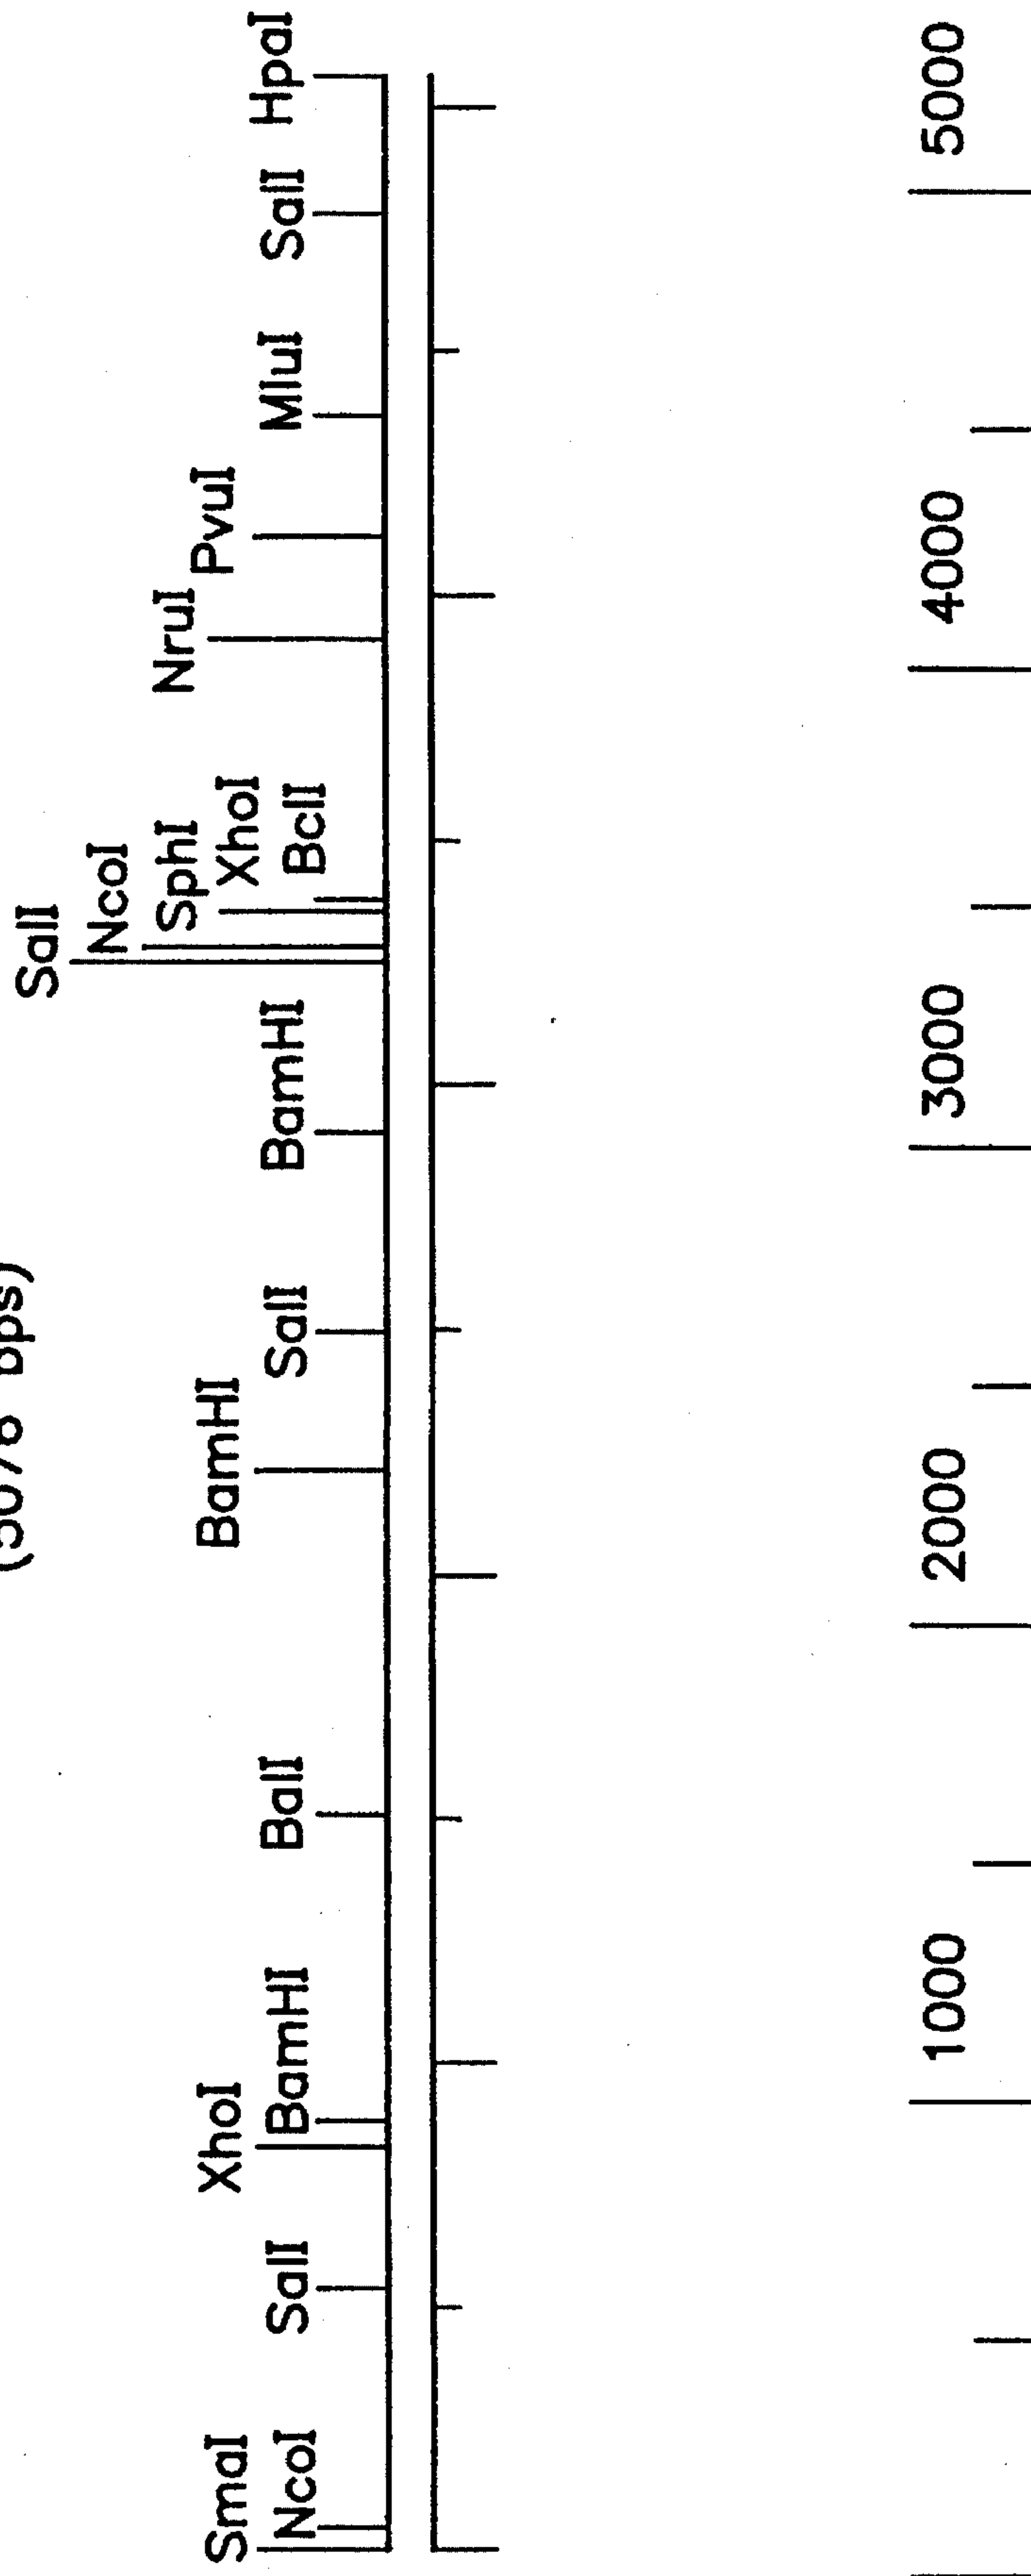 bps)
SalI
NcoI
SphI NruI
SmaI XhoI BamHI XhoI PvuI
NcoI SalI BamHI BalI SalI BamHI BclI MluI SalI HpaI
1000 2000 3000 4000 5000